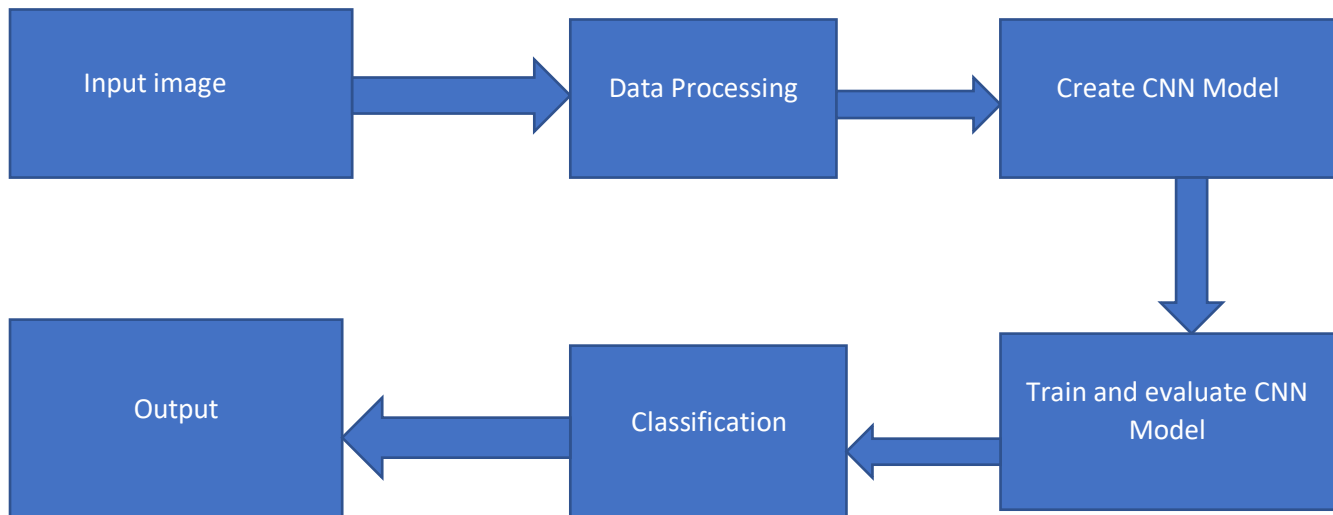 Input image
Data Processing
Create CNN Model
Train and evaluate CNN
Model
Classification
Output